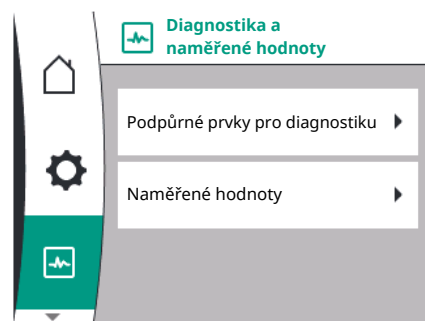 Diagnostika a
naměřené hodnoty
Podpůrné prvky pro diagnostiku
Naměřené hodnoty